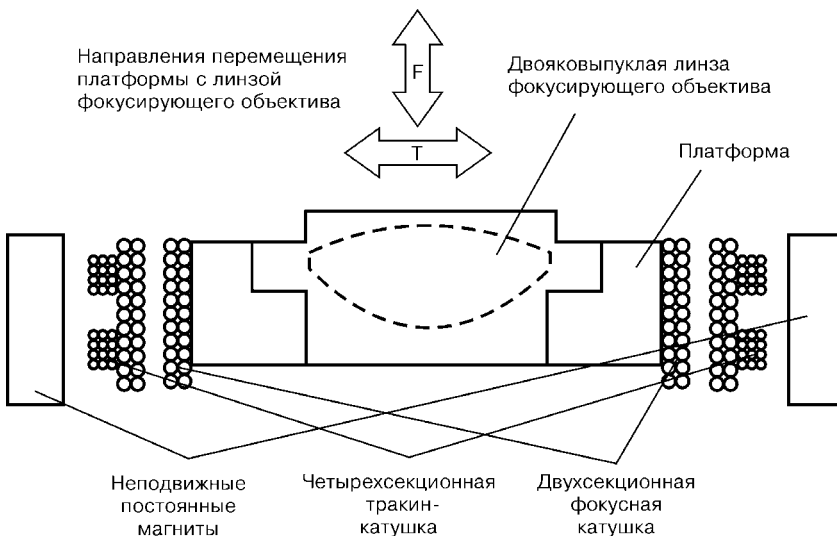 Направления перемещения
платформы с линзой
фокусирующего объектива
F
T
Двояковыпуклая линза
фокусирующего объектива
Платформа
Неподвижные
постоянные
магниты
Четырехсекционная
тракин-
катушка
Двухсекционная
фокусная
катушка